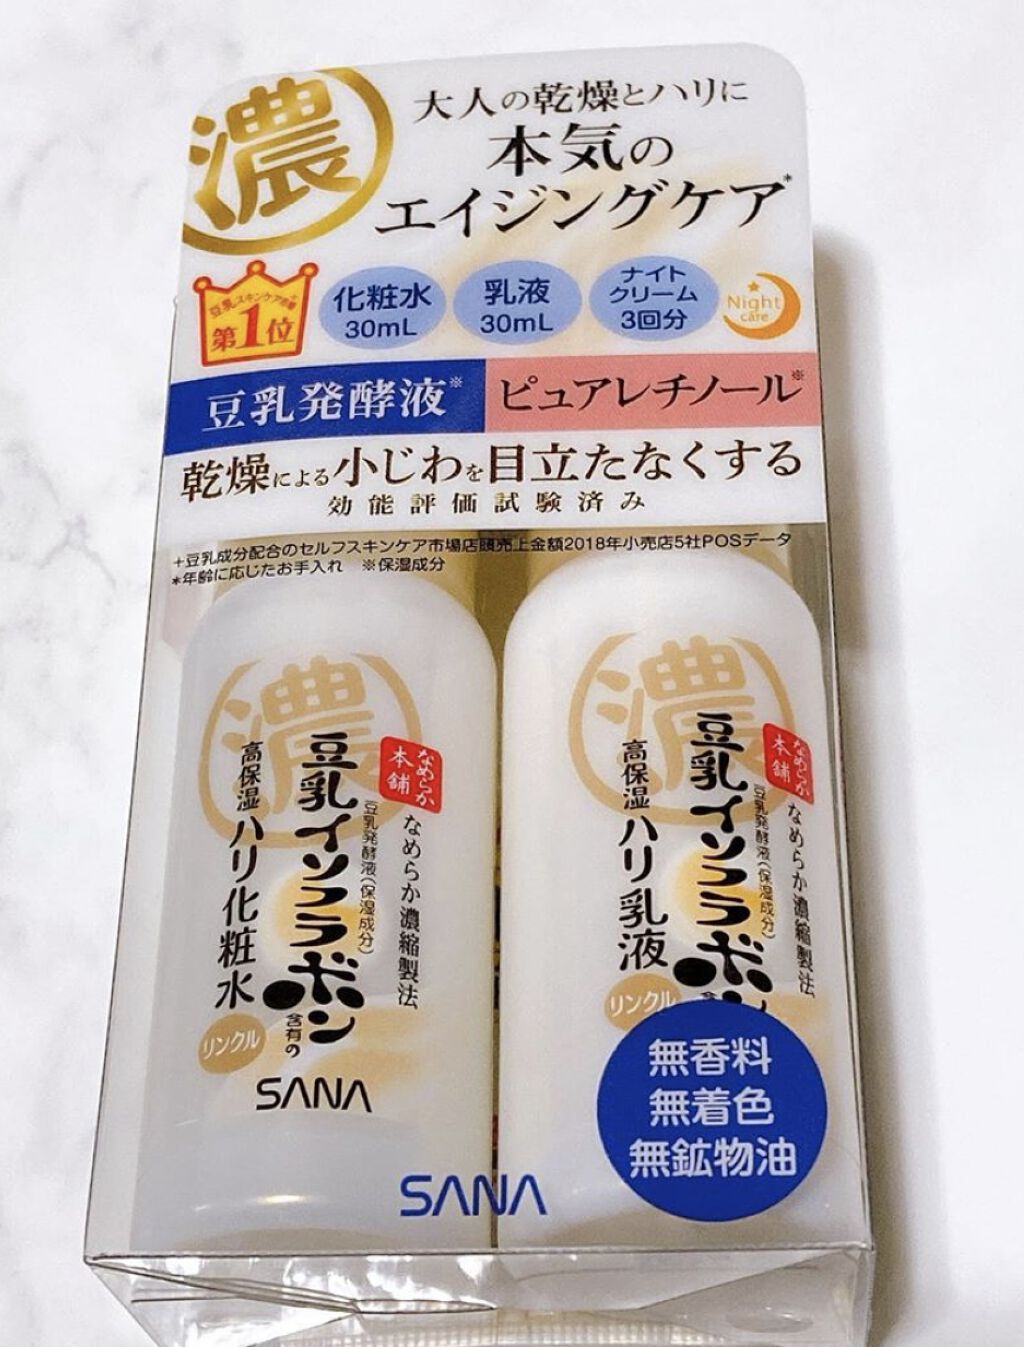 濃
大人の乾燥とハリに
本気の
エイジングケア*
豆乳スキンケア市場+
第1位
化粧水
30mL
乳液
30mL
ナイト
クリーム
3回分
Night
care
豆乳発酵液※
ピュアレチノール※
乾燥による小じわを目立たなくする
効能評価試験済み
+豆乳成分配合のセルフスキンケア市場店頭売上金額2018年小売店5社POSデータ
*年齢に応じたお手入れ ※保湿成分
濃
なめらか
本舗
なめらか濃縮製法
豆乳発酵液(保湿成分)
豆乳イソフラボン
含有の
高保湿ハリ化粧水
リンクル
SANA
濃
なめらか
本舗
なめらか濃縮製法
豆乳発酵液(保湿成分)
豆乳イソフラボン
含
高保湿ハリ乳液
リンクル
無香料
無着色
無鉱物油
SANA